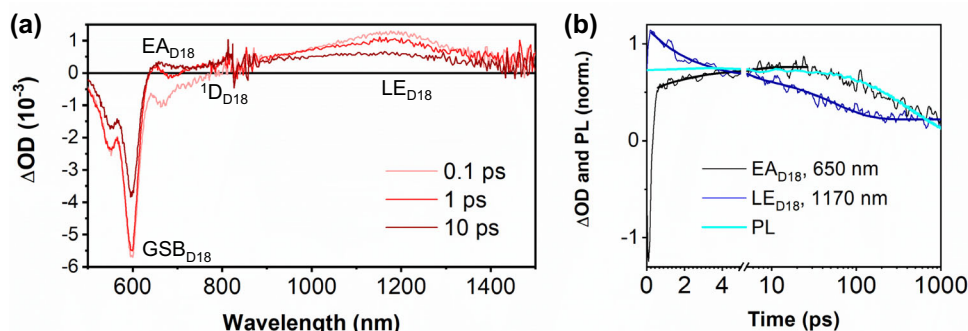 (a)
1
0
-1
-2
-3
-4
-5
-6
ΔOD (10⁻³)
EA_D18
¹D_D18
LE_D18
GSB_D18
0.1 ps
1 ps
10 ps
600 800 1000 1200 1400
Wavelength (nm)
(b)
1
0
-1
ΔOD and PL (norm.)
EA_D18, 650 nm
LE_D18, 1170 nm
PL
0 2 4 10 100 1000
Time (ps)